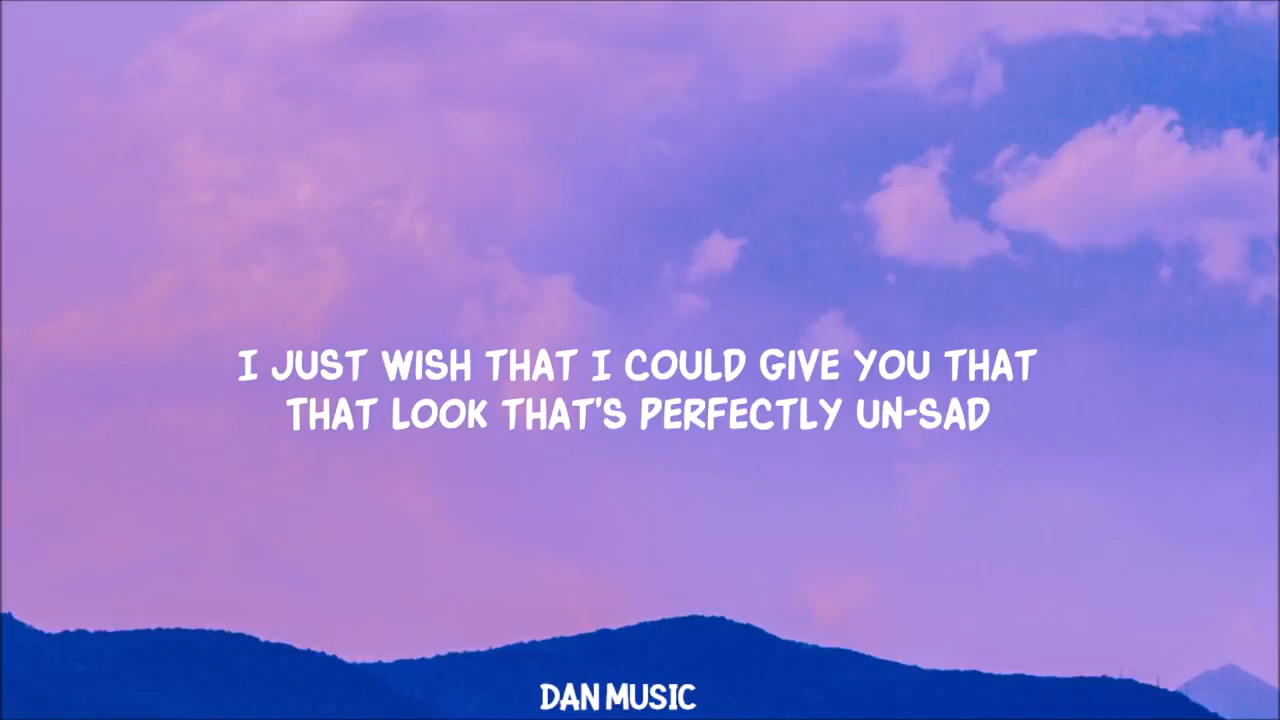 I JUST WISH THAT I COULD GIVE YOU THAT
THAT LOOK THAT'S PERFECTLY UN-SAD
DAN MUSIC